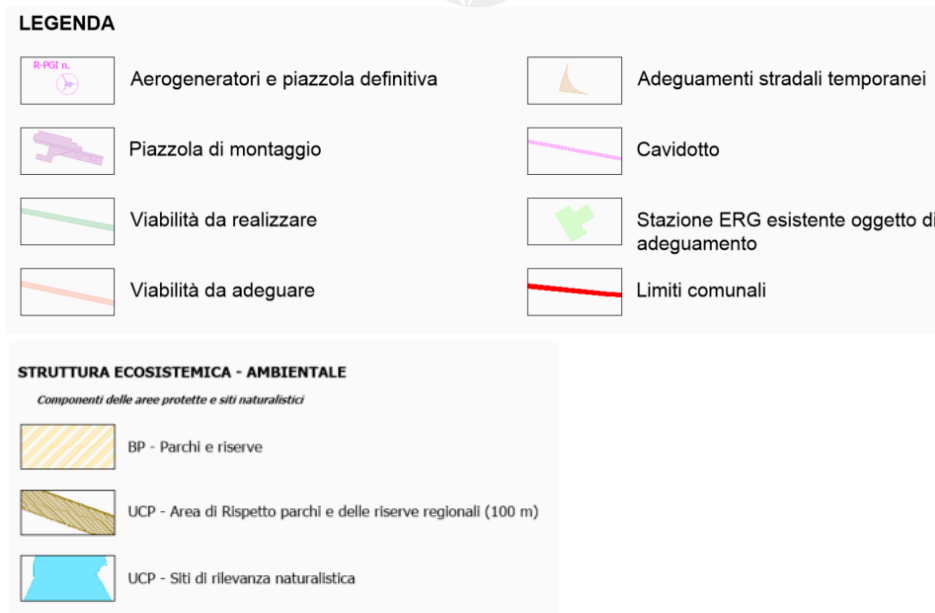 LEGENDA
R-PGI n.
Aerogeneratori e piazzola definitiva
Piazzola di montaggio
Viabilità da realizzare
Viabilità da adeguare
Adeguamenti stradali temporanei
Cavidotto
Stazione ERG esistente oggetto di
adeguamento
Limiti comunali
STRUTTURA ECOSISTEMICA - AMBIENTALE
Componenti delle aree protette e siti naturalistici
BP - Parchi e riserve
UCP - Area di Rispetto parchi e delle riserve regionali (100 m)
UCP - Siti di rilevanza naturalistica